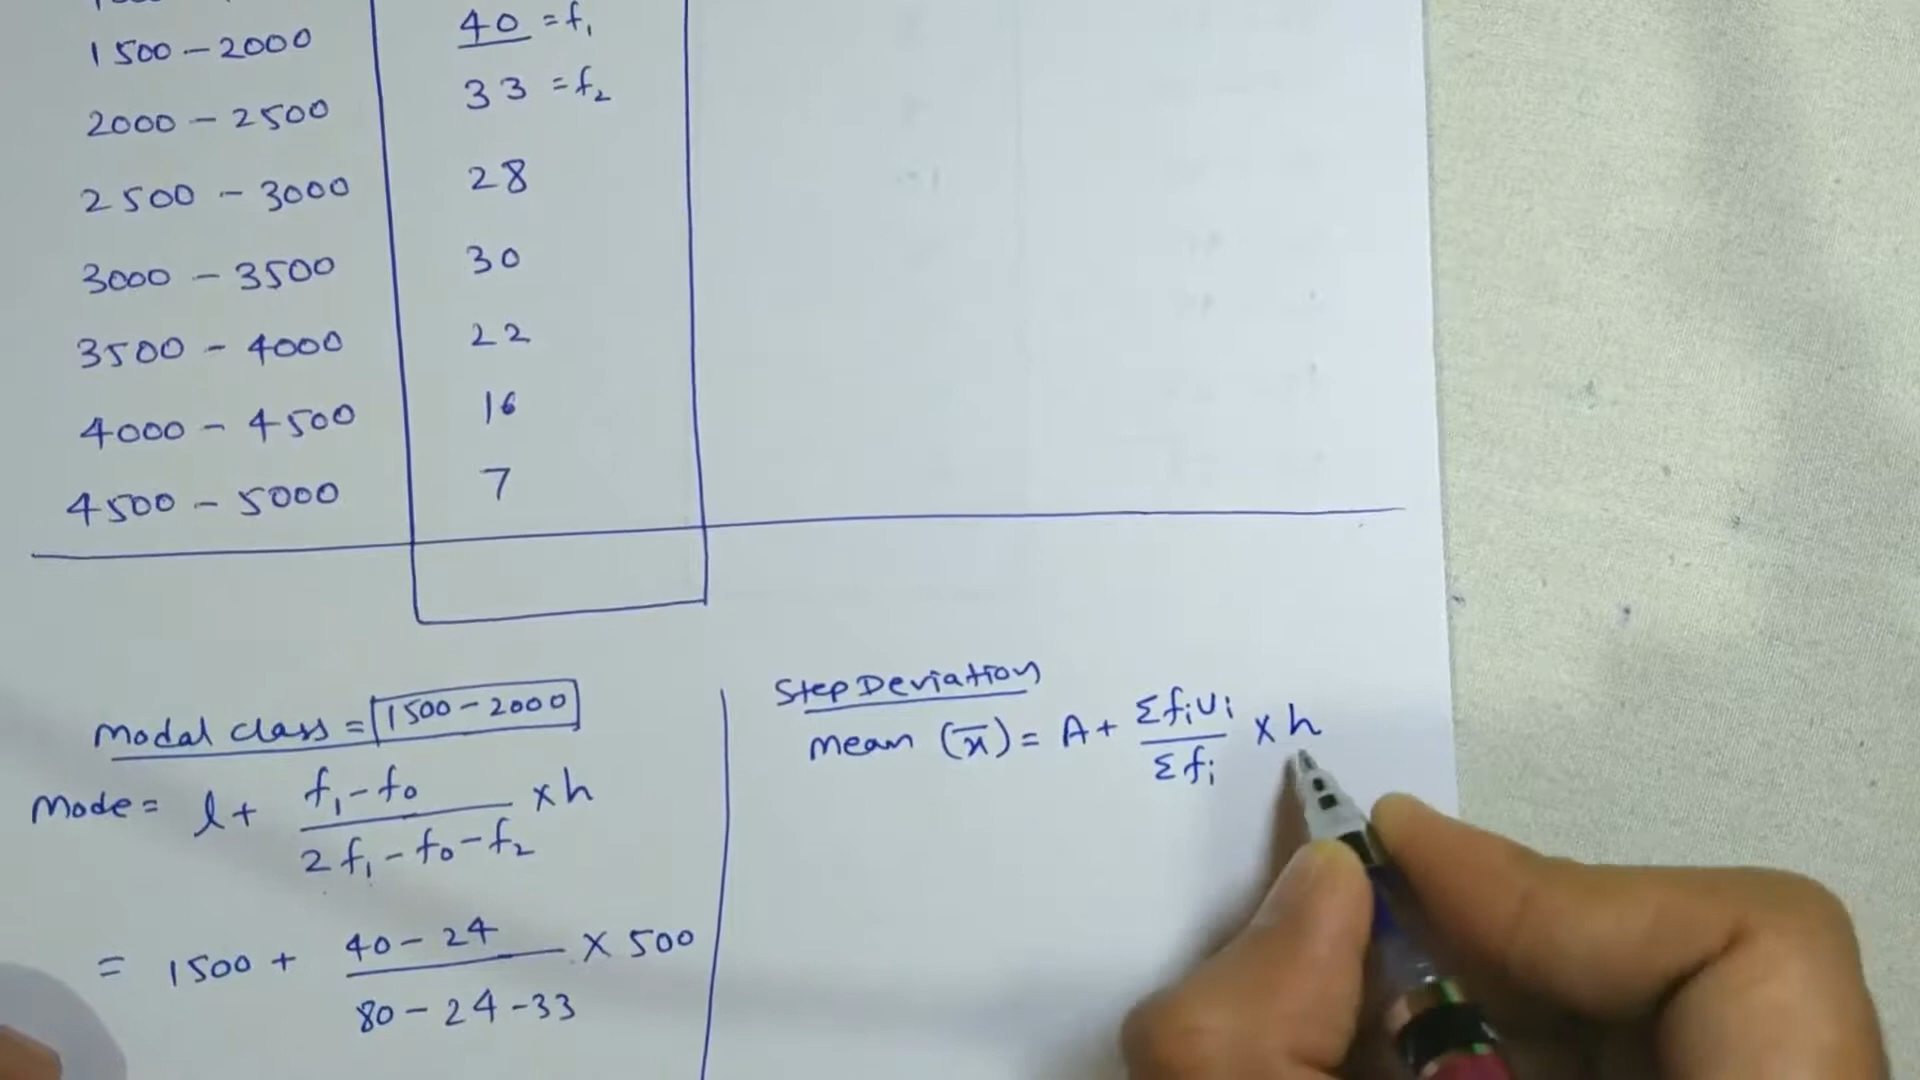 1500-2000 40 = f₁
2000-2500 33 = f₂
2500-3000 28
3000-3500 30
3500-4000 22
4000-4500 16
4500-5000 7
Modal class = 1500-2000
Mode = l + (f₁-f₀)/(2f₁-f₀-f₂) × h
= 1500 + (40-24)/(80-24-33) × 500
Step Deviation
Mean (x̄) = A + Σfᵢuᵢ/Σfᵢ × h